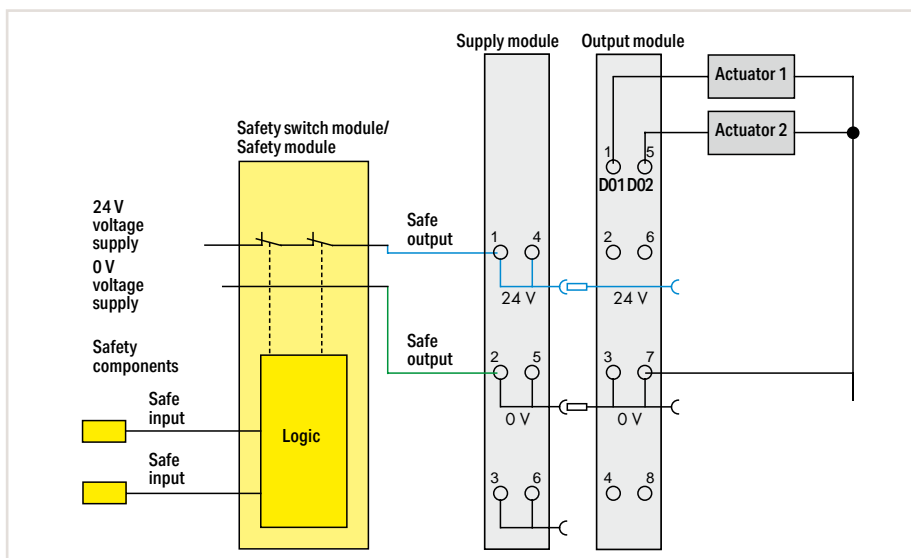 Supply module
Output module
Actuator 1
Actuator 2
Safety switch module/
Safety module
1
5
D01
D02
24 V
voltage
supply
0 V
voltage
supply
Safe
output
1
4
2
6
24 V
24 V
Safety
components
Safe
output
2
5
3
7
0 V
0 V
Safe
input
Logic
Safe
input
3
6
4
8